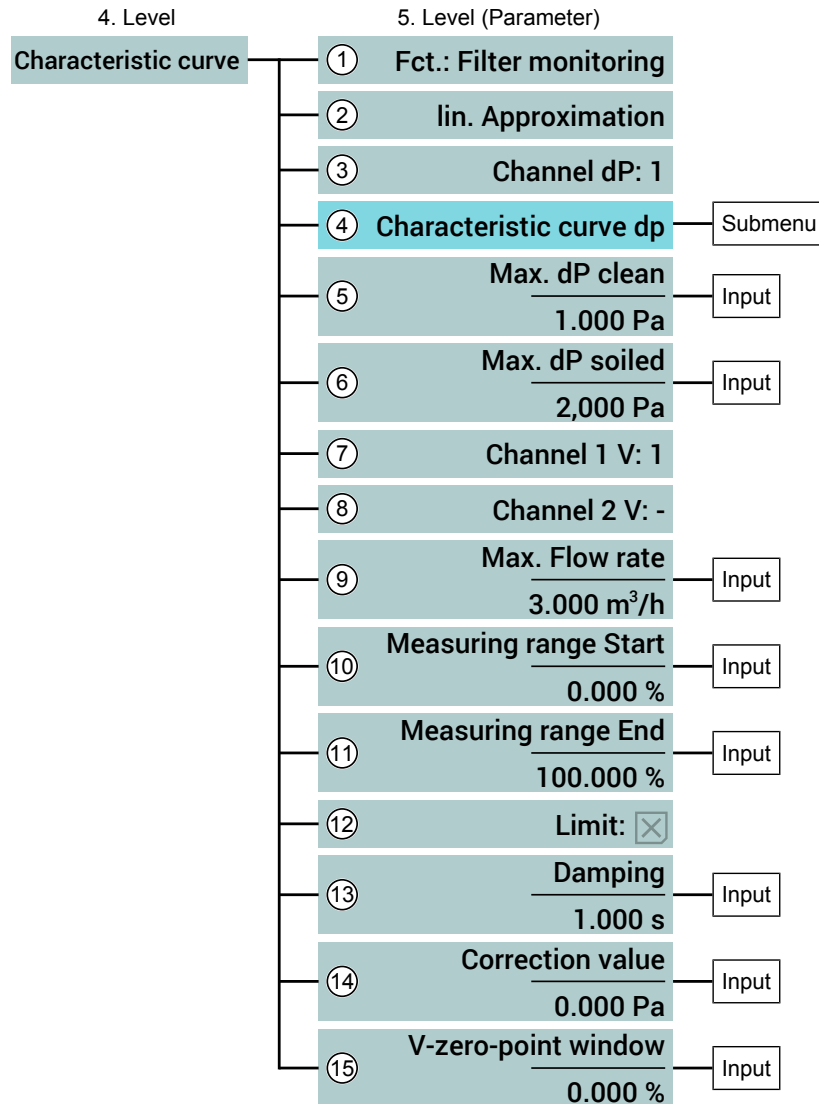 4. Level
5. Level (Parameter)
Characteristic curve
1 Fct.: Filter monitoring
2 lin. Approximation
3 Channel dP: 1
4 Characteristic curve dp
Submenu
5 Max. dP clean
1.000 Pa
Input
6 Max. dP soiled
2,000 Pa
Input
7 Channel 1 V: 1
8 Channel 2 V: -
9 Max. Flow rate
3.000 m³/h
Input
10 Measuring range Start
0.000 %
Input
11 Measuring range End
100.000 %
Input
12 Limit: ☒
13 Damping
1.000 s
Input
14 Correction value
0.000 Pa
Input
15 V-zero-point window
0.000 %
Input